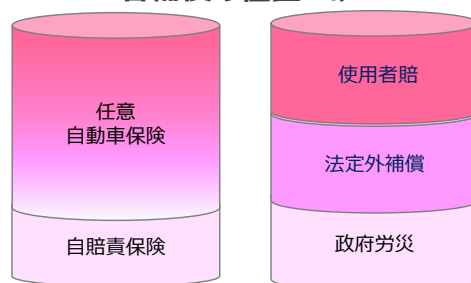 任意
自動車保険
自賠責保険
使用者賠
法定外補償
政府労災